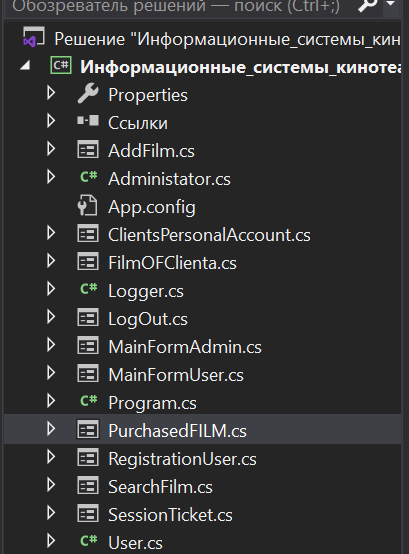 Обозреватель решений — поиск (Ctrl+;)
Решение "Информационные_системы_кин
C# Информационные_системы_кинотеа
Properties
Ссылки
AddFilm.cs
C# Administator.cs
App.config
ClientsPersonalAccount.cs
FilmOFClienta.cs
C# Logger.cs
LogOut.cs
MainFormAdmin.cs
MainFormUser.cs
C# Program.cs
PurchasedFILM.cs
RegistrationUser.cs
SearchFilm.cs
SessionTicket.cs
C# User.cs